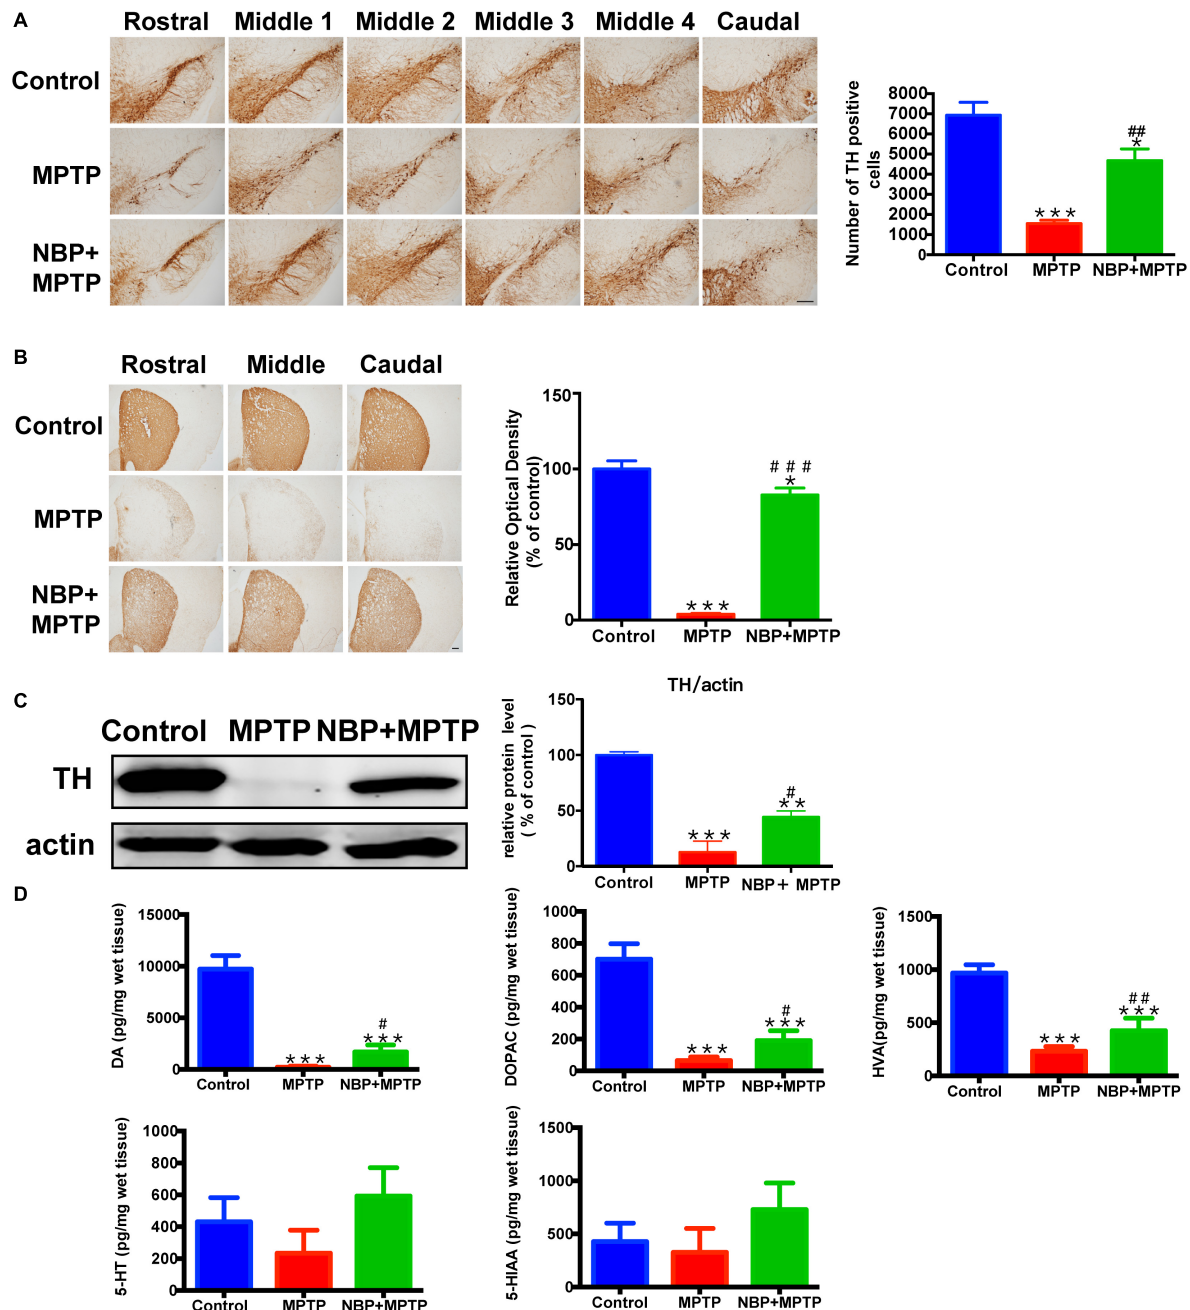 A
Rostral Middle 1 Middle 2 Middle 3 Middle 4 Caudal
Control
MPTP
NBP+
MPTP
Number of TH positive
cells
8000
7000
6000
5000
4000
3000
2000
1000
0
***
##
*
Control MPTP NBP+MPTP
B
Rostral Middle Caudal
Control
MPTP
NBP+
MPTP
Relative Optical Density
(% of control)
150
100
50
0
***
###
*
Control MPTP NBP+MPTP
C
Control MPTP NBP+MPTP
TH
actin
TH/actin
relative protein level
( % of control )
150
100
50
0
***
#
**
Control MPTP NBP+ MPTP
D
DA (pg/mg wet tissue)
15000
10000
5000
0
***
#
***
Control MPTP NBP+MPTP
DOPAC (pg/mg wet tissue)
1000
800
600
400
200
0
***
#
***
Control MPTP NBP+MPTP
HVA(pg/mg wet tissue)
1500
1000
500
0
***
##
***
Control MPTP NBP+MPTP
5-HT (pg/mg wet tissue)
1000
800
600
400
200
0
Control MPTP NBP+MPTP
5-HIAA (pg/mg wet tissue)
1500
1000
500
0
Control MPTP NBP+MPTP